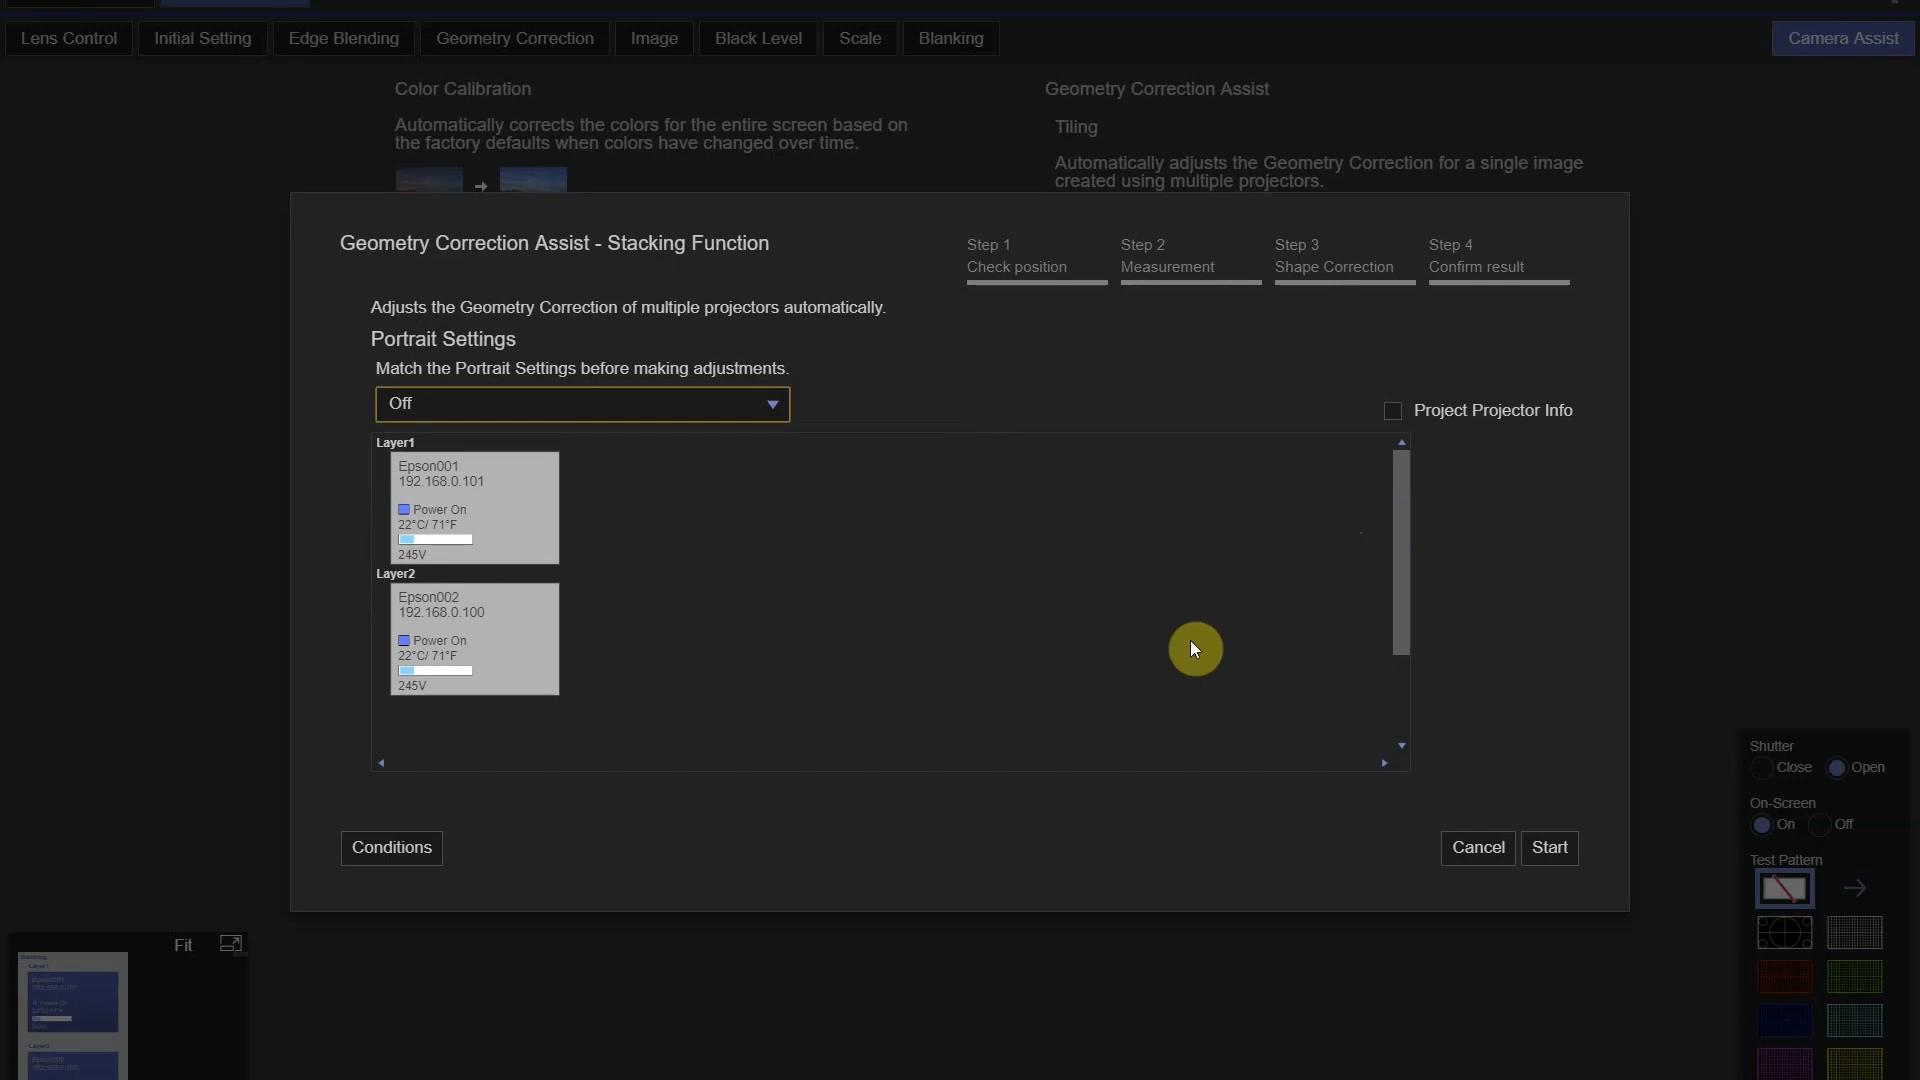 Lens Control
Initial Setting
Edge Blending
Geometry Correction
Image
Black Level
Scale
Blanking
Camera Assist
Color Calibration
Automatically corrects the colors for the entire screen based on
the factory defaults when colors have changed over time.
Geometry Correction Assist
Tiling
Automatically adjusts the Geometry Correction for a single image
created using multiple projectors.
Geometry Correction Assist - Stacking Function
Step 1
Check position
Step 2
Measurement
Step 3
Shape Correction
Step 4
Confirm result
Adjusts the Geometry Correction of multiple projectors automatically.
Portrait Settings
Match the Portrait Settings before making adjustments.
Off
Project Projector Info
Layer1
Epson001
192.168.0.101
Power On
22°C/ 71°F
245V
Layer2
Epson002
192.168.0.100
Power On
22°C/ 71°F
245V
Conditions
Cancel
Start
Shutter
Close
Open
On-Screen
On
Off
Test Pattern
Fit
Layer1
Layer2